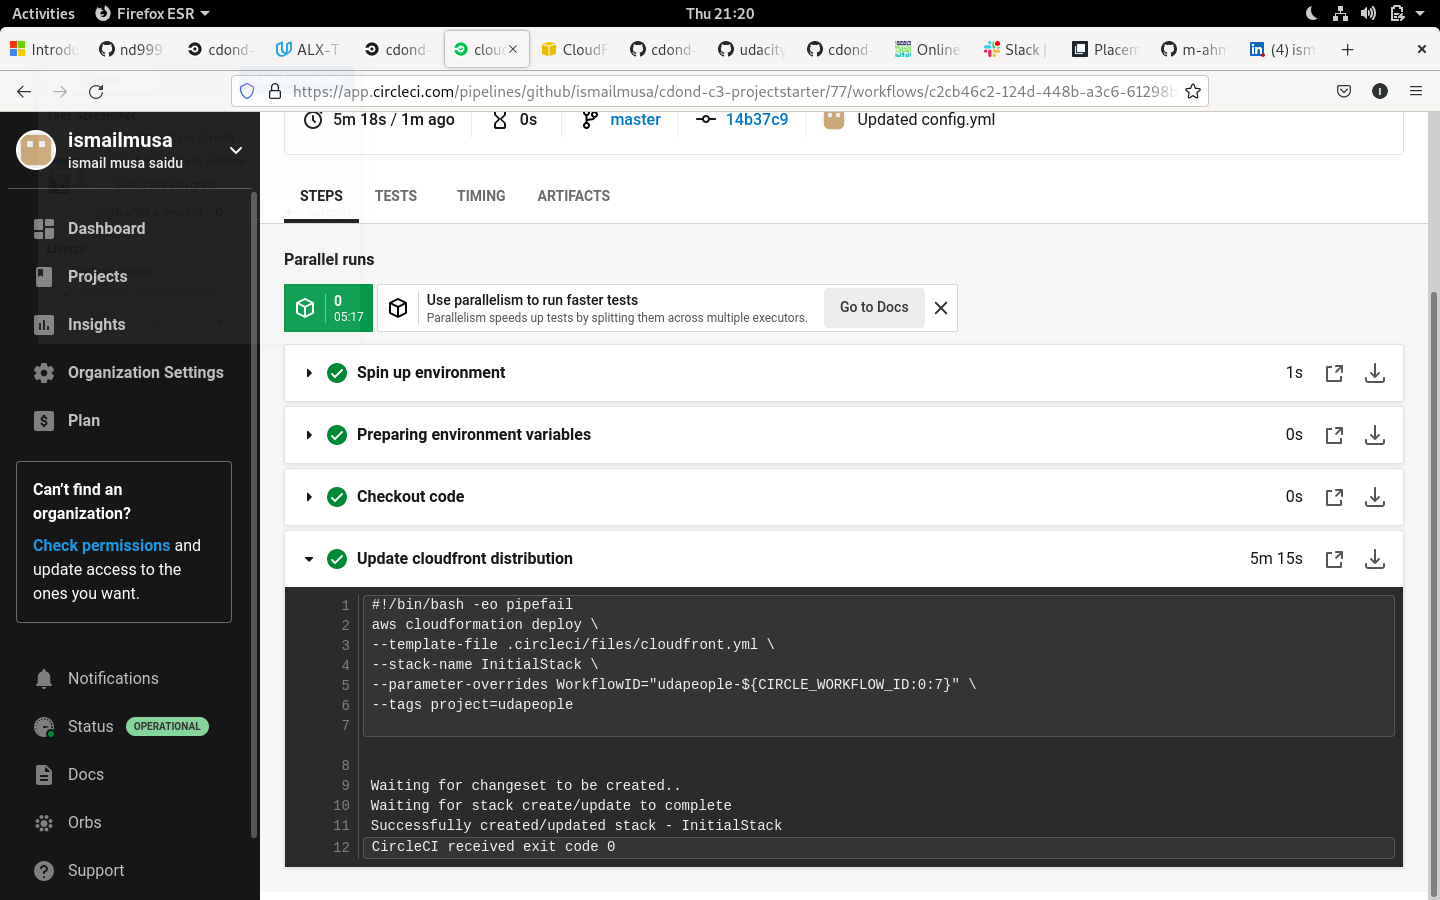 Activities Firefox ESR Thu 21:20
Introdu nd999 cdond- ALX-T cdond- clou CloudF cdond- udacity cdond- Online Slack | Placem m-ahm (4) ism
https://app.circleci.com/pipelines/github/ismailmusa/cdond-c3-projectstarter/77/workflows/c2cb46c2-124d-448b-a3c6-61298b
ismailmusa
ismail musa saidu
Dashboard
Projects
Insights
Organization Settings
Plan
Can't find an
organization?
Check permissions and
update access to the
ones you want.
Notifications
Status OPERATIONAL
Docs
Orbs
Support
5m 18s / 1m ago 0s master 14b37c9 Updated config.yml
STEPS TESTS TIMING ARTIFACTS
Parallel runs
0
05:17
Use parallelism to run faster tests
Parallelism speeds up tests by splitting them across multiple executors.
Go to Docs
Spin up environment 1s
Preparing environment variables 0s
Checkout code 0s
Update cloudfront distribution 5m 15s
1 #!/bin/bash -eo pipefail
2 aws cloudformation deploy \
3 --template-file .circleci/files/cloudfront.yml \
4 --stack-name InitialStack \
5 --parameter-overrides WorkflowID="udapeople-${CIRCLE_WORKFLOW_ID:0:7}" \
6 --tags project=udapeople
7
8
9 Waiting for changeset to be created..
10 Waiting for stack create/update to complete
11 Successfully created/updated stack - InitialStack
12 CircleCI received exit code 0